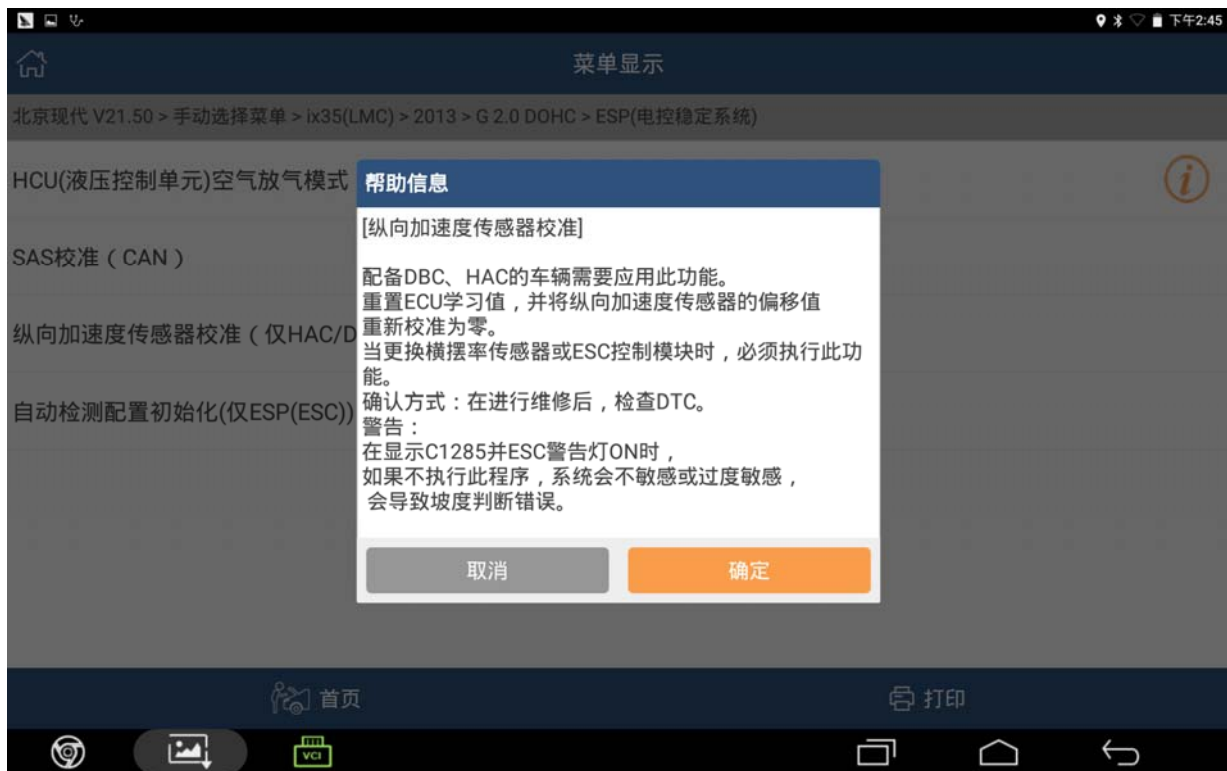 下午2:45
菜单显示
北京现代 V21.50 > 手动选择菜单 > ix35(LMC) > 2013 > G 2.0 DOHC > ESP(电控稳定系统)
HCU(液压控制单元)空气放气模式
SAS校准（CAN）
纵向加速度传感器校准（仅HAC/D
自动检测配置初始化(仅ESP(ESC))
帮助信息
[纵向加速度传感器校准]
配备DBC、HAC的车辆需要应用此功能。
重置ECU学习值，并将纵向加速度传感器的偏移值
重新校准为零。
当更换横摆率传感器或ESC控制模块时，必须执行此功
能。
确认方式：在进行维修后，检查DTC。
警告：
在显示C1285并ESC警告灯ON时，
如果不执行此程序，系统会不敏感或过度敏感，
会导致坡度判断错误。
取消
确定
首页
打印
VCI